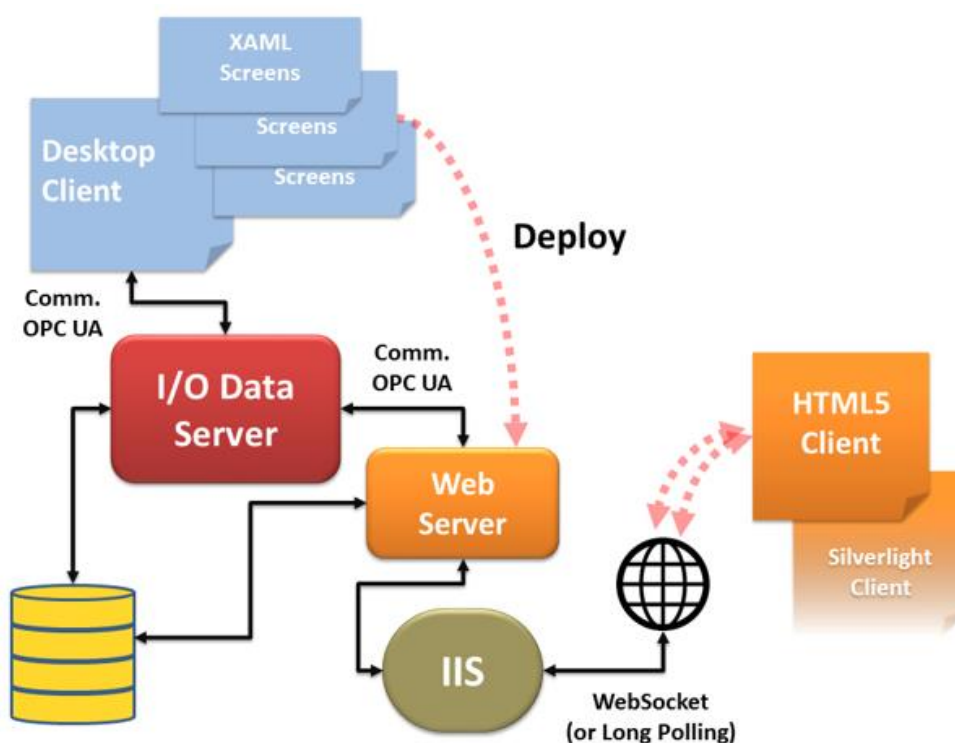 XAML
Screens
Screens
Screens
Desktop
Client
Deploy
Comm.
OPC UA
I/O Data
Server
Comm.
OPC UA
Web
Server
HTML5
Client
Silverlight
Client
IIS
WebSocket
(or Long Polling)